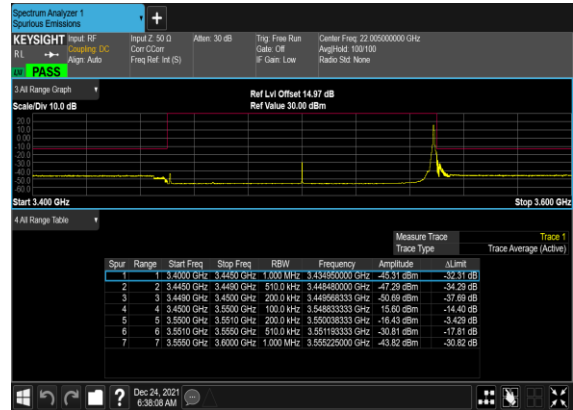 Spectrum Analyzer 1
Spurious Emissions
KEYSIGHT Input: RF Input Z: 50 Ω Atten: 30 dB Trig: Free Run Center Freq: 22.005000000 GHz
RL Coupling: DC Corr CCorr Gate: Off Avg|Hold: 100/100
Align: Auto Freq Ref: Int (S) IF Gain: Low Radio Std: None
PASS
3 All Range Graph Ref Lvl Offset 14.97 dB
Scale/Div 10.0 dB Ref Value 30.00 dBm
20.0
10.0
0.00
-10.0
-20.0
-30.0
-40.0
-50.0
-60.0
Start 3.400 GHz Stop 3.600 GHz
4 All Range Table
Measure Trace Trace 1
Trace Type Trace Average (Active)
Spur Range Start Freq Stop Freq RBW Frequency Amplitude ΔLimit
1 1 3.4000 GHz 3.4450 GHz 1.000 MHz 3.434950000 GHz -45.31 dBm -32.31 dB
2 2 3.4450 GHz 3.4490 GHz 510.0 kHz 3.448480000 GHz -47.29 dBm -34.29 dB
3 3 3.4490 GHz 3.4500 GHz 200.0 kHz 3.449568333 GHz -50.69 dBm -37.69 dB
4 4 3.4500 GHz 3.5500 GHz 100.0 kHz 3.548833333 GHz 15.60 dBm -14.40 dB
5 5 3.5500 GHz 3.5510 GHz 200.0 kHz 3.550038333 GHz -16.43 dBm -3.429 dB
6 6 3.5510 GHz 3.5550 GHz 510.0 kHz 3.551193333 GHz -30.81 dBm -17.81 dB
7 7 3.5550 GHz 3.6000 GHz 1.000 MHz 3.555225000 GHz -43.82 dBm -30.82 dB
Dec 24, 2021
6:38:08 AM